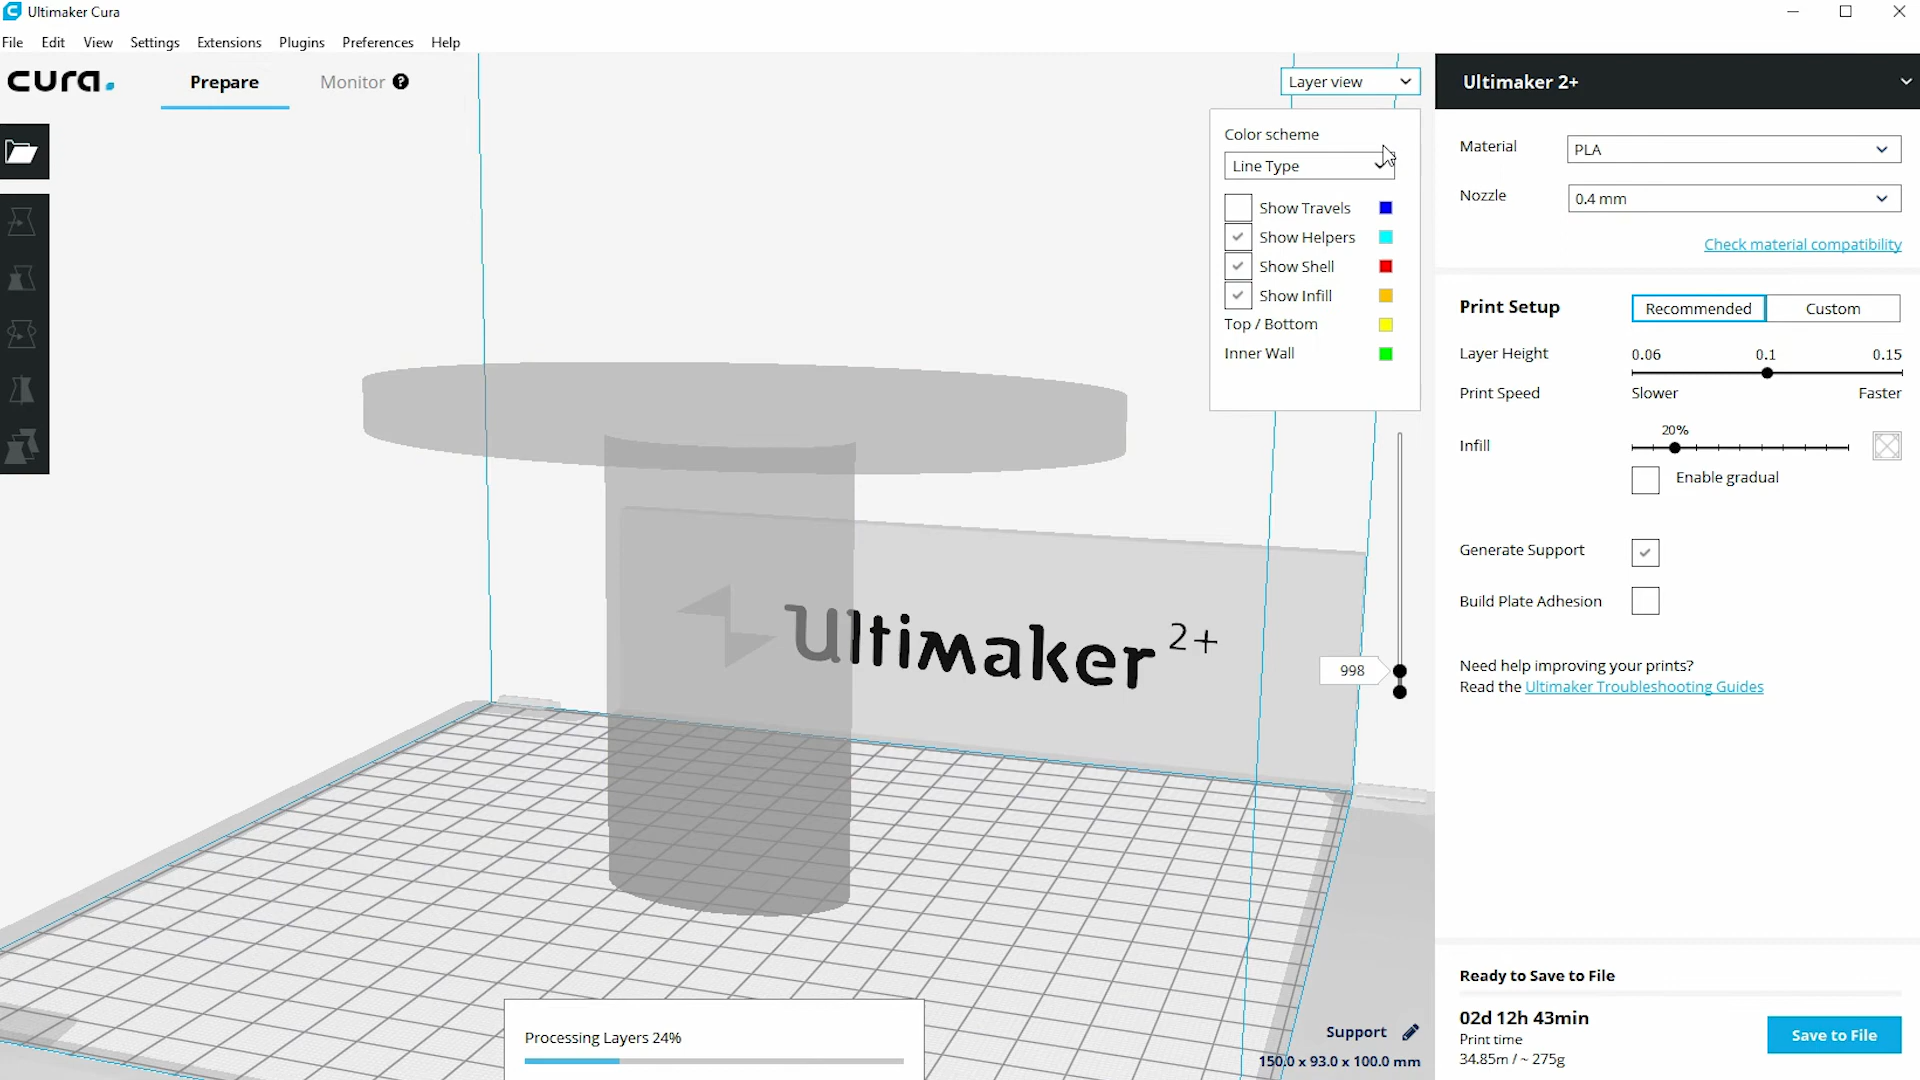 Ultimaker Cura
File Edit View Settings Extensions Plugins Preferences Help
cura.
Prepare
Monitor ?
Layer view
Color scheme
Line Type
Show Travels
Show Helpers
Show Shell
Show Infill
Top / Bottom
Inner Wall
Ultimaker 2+
998
Processing Layers 24%
Support
150.0 x 93.0 x 100.0 mm
Ultimaker 2+
Material PLA
Nozzle 0.4 mm
Check material compatibility
Print Setup Recommended Custom
Layer Height 0.06 0.1 0.15
Print Speed Slower Faster
20%
Infill
Enable gradual
Generate Support
Build Plate Adhesion
Need help improving your prints?
Read the Ultimaker Troubleshooting Guides
Ready to Save to File
02d 12h 43min
Print time
34.85m / ~ 275g
Save to File